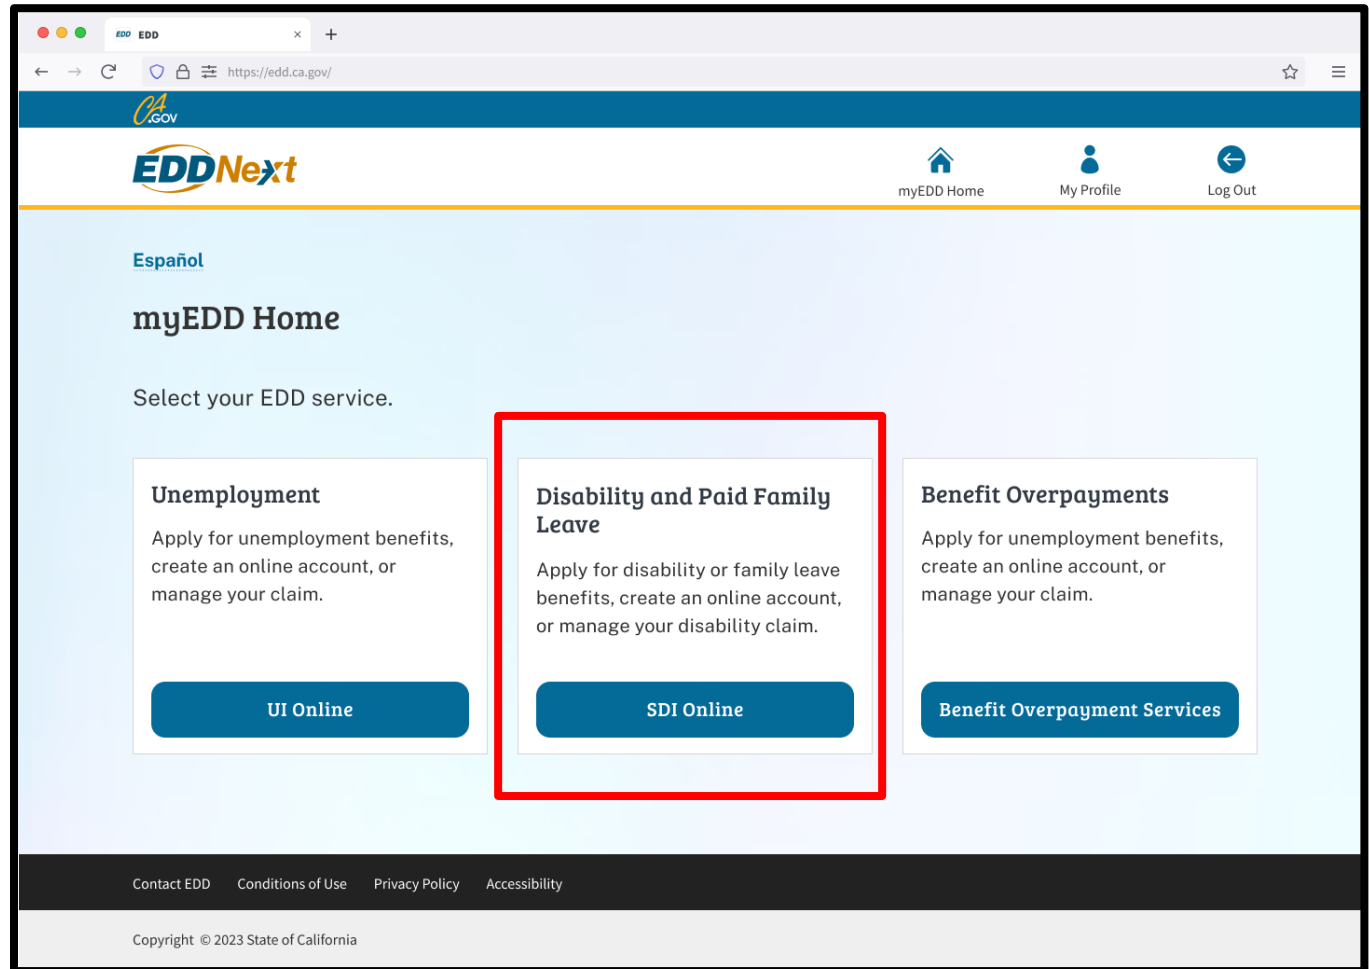 EDD EDD
https://edd.ca.gov/
CA.GOV
EDDNext
myEDD Home
My Profile
Log Out
Español
myEDD Home
Select your EDD service.
Unemployment
Apply for unemployment benefits,
create an online account, or
manage your claim.
UI Online
Disability and Paid Family
Leave
Apply for disability or family leave
benefits, create an online account,
or manage your disability claim.
SDI Online
Benefit Overpayments
Apply for unemployment benefits,
create an online account, or
manage your claim.
Benefit Overpayment Services
Contact EDD Conditions of Use Privacy Policy Accessibility
Copyright © 2023 State of California